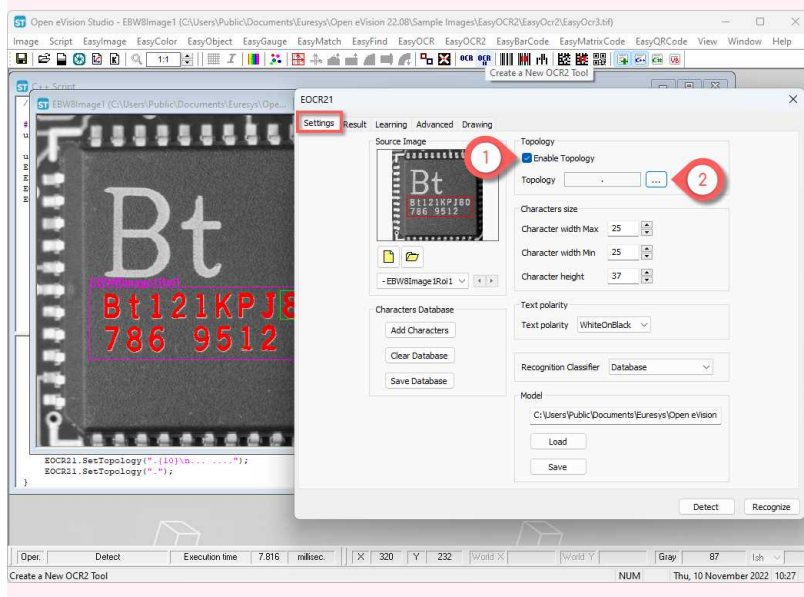 Open eVision Studio - EBW8Image1 (C:\Users\Public\Documents\Euresys\Open eVision 22.08\Sample Images\EasyOCR2\EasyOcr2\EasyOcr3.tif)
Image Script EasyImage EasyColor EasyObject EasyGauge EasyMatch EasyFind EasyOCR EasyOCR2 EasyBarCode EasyMatrixCode EasyQRCode View Window Help
1:1
Create a New OCR2 Tool
C++ Script
EBW8Image1 (C:\Users\Public\Documents\Euresys\Ope...
Bt
EBW8Image1Roi1
Bt121KPJ8
786 9512
EOCR21.SetTopology(".{10}\n... ....");
EOCR21.SetTopology(".");
}
EOCR21
Settings Result Learning Advanced Drawing
Source Image
Bt
Bt121KPJ80
786 9512
- EBW8Image1Roi1
Characters Database
Add Characters
Clear Database
Save Database
Topology
1
Enable Topology
Topology . ...
2
Characters size
Character width Max 25
Character width Min 25
Character height 37
Text polarity
Text polarity WhiteOnBlack
Recognition Classifier Database
Model
C:\Users\Public\Documents\Euresys\Open eVision
Load
Save
Detect Recognize
Oper. Detect Execution time 7.816 millisec. X 320 Y 232 World X World Y Gray 87 Ish
Create a New OCR2 Tool NUM Thu, 10 November 2022 10:27